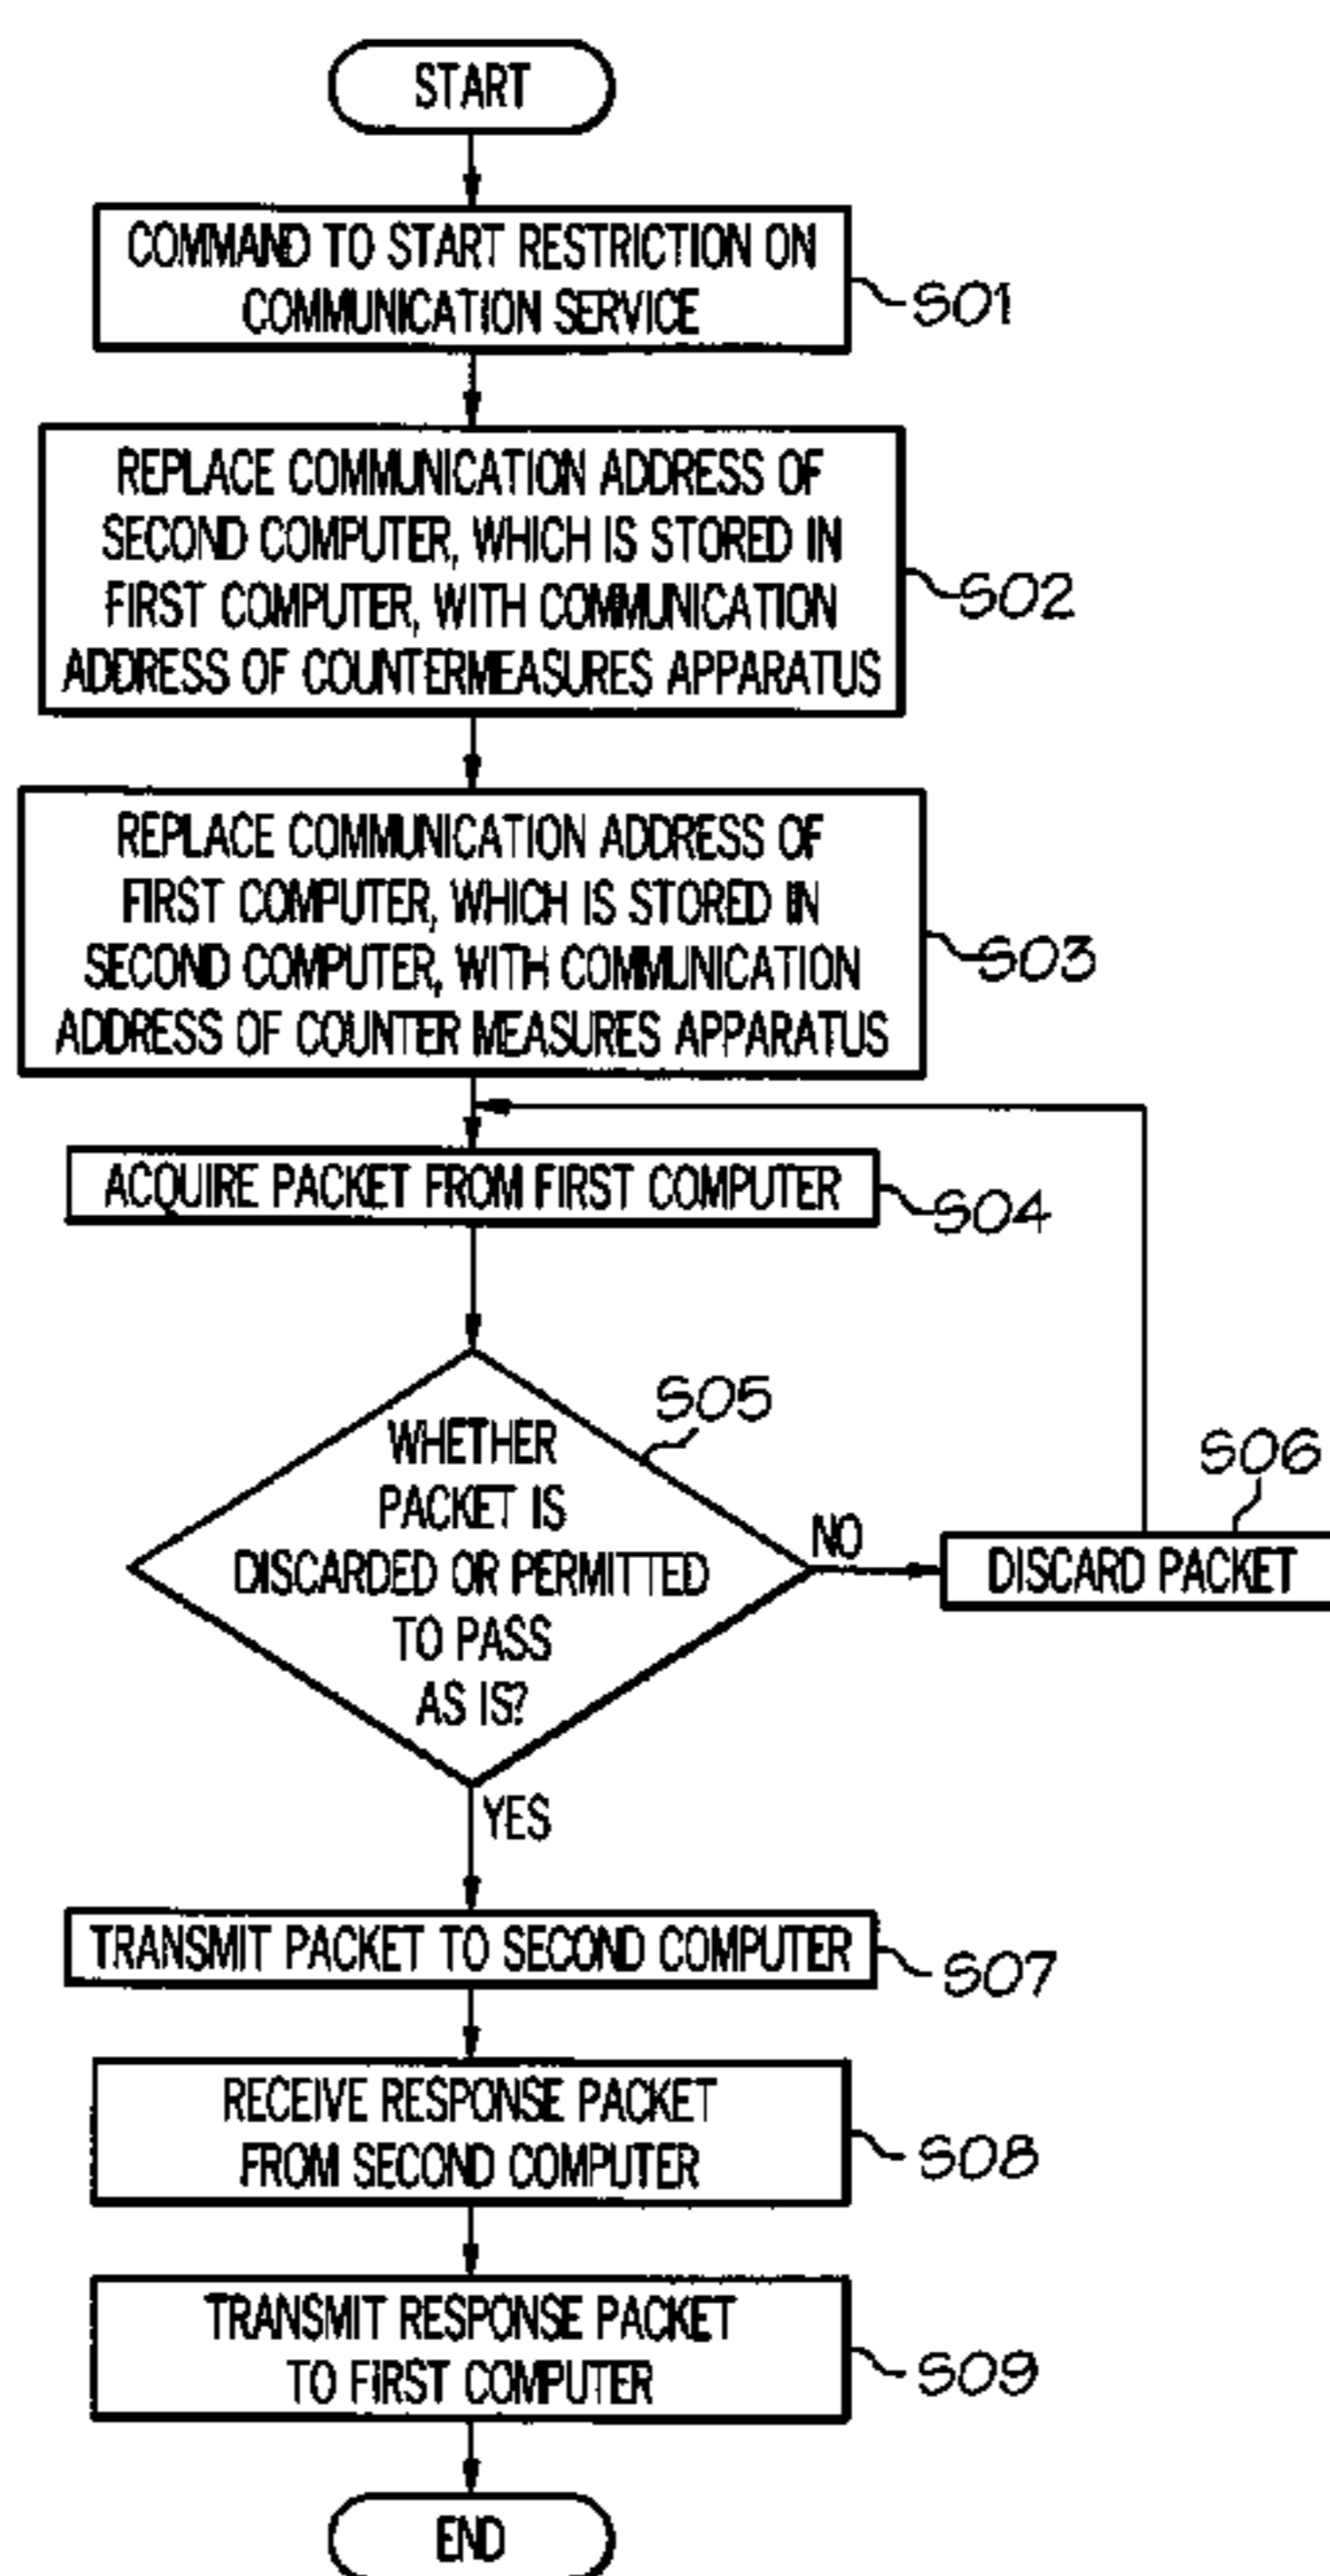 START
COMMAND TO START RESTRICTION ON
COMMUNICATION SERVICE
S01
REPLACE COMMUNICATION ADDRESS OF
SECOND COMPUTER, WHICH IS STORED IN
FIRST COMPUTER, WITH COMMUNICATION
ADDRESS OF COUNTERMEASURES APPARATUS
S02
REPLACE COMMUNICATION ADDRESS OF
FIRST COMPUTER, WHICH IS STORED IN
SECOND COMPUTER, WITH COMMUNICATION
ADDRESS OF COUNTER MEASURES APPARATUS
S03
ACQUIRE PACKET FROM FIRST COMPUTER
S04
WHETHER
PACKET IS
DISCARDED OR PERMITTED
TO PASS
AS IS?
S05
NO
S06
DISCARD PACKET
YES
TRANSMIT PACKET TO SECOND COMPUTER
S07
RECEIVE RESPONSE PACKET
FROM SECOND COMPUTER
S08
TRANSMIT RESPONSE PACKET
TO FIRST COMPUTER
S09
END